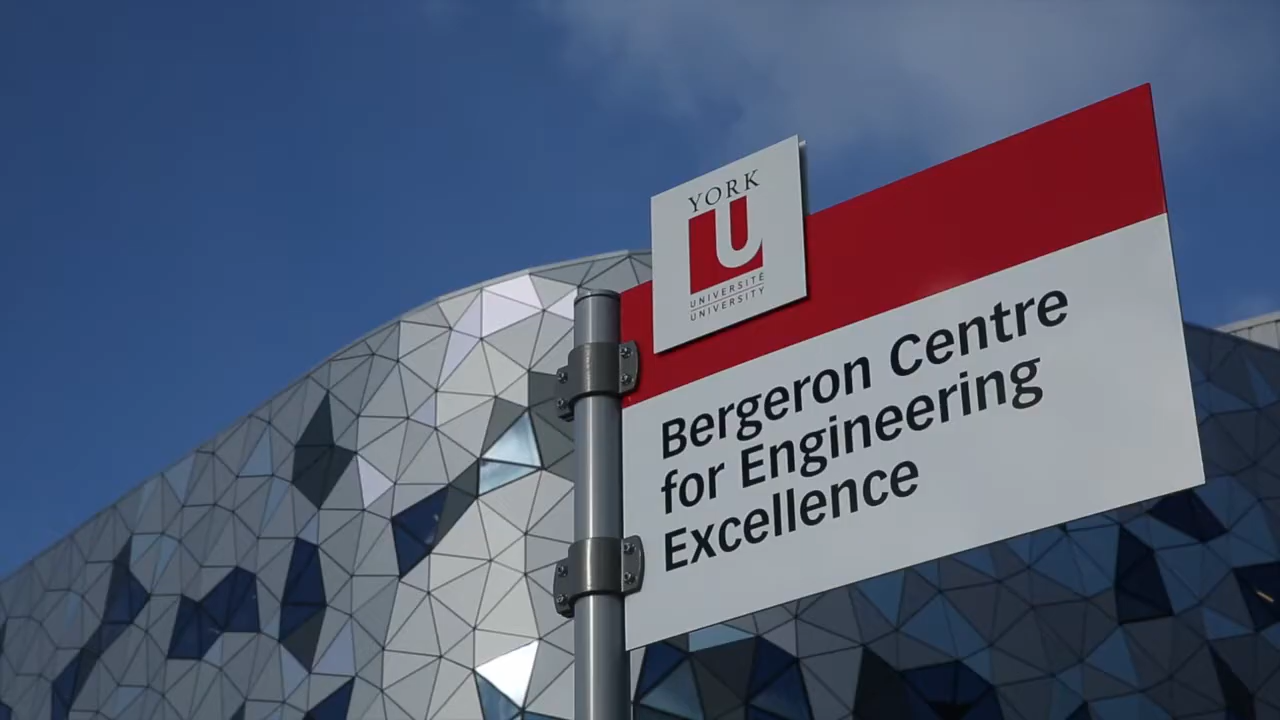 YORK
U
UNIVERSITÉ
UNIVERSITY
Bergeron Centre
for Engineering
Excellence